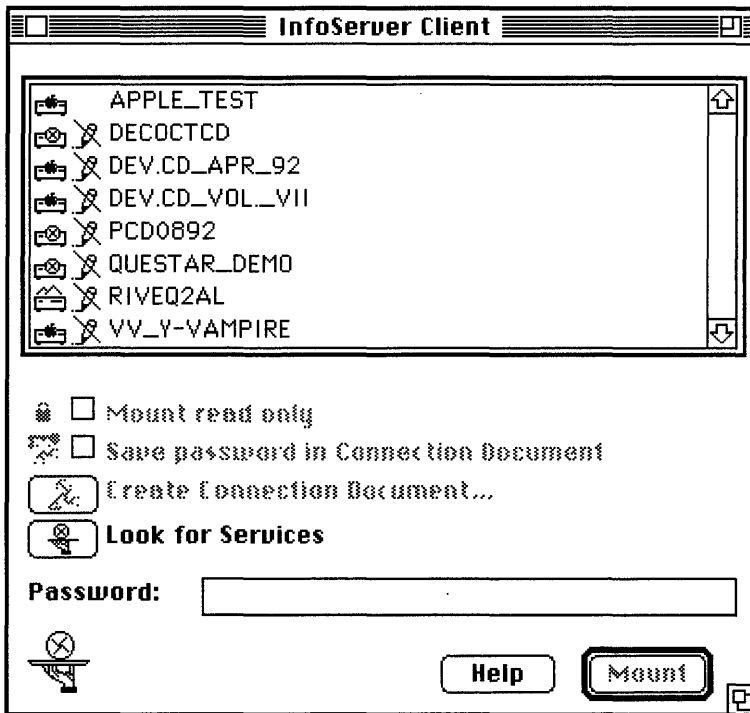 InfoServer Client
APPLE_TEST
DECOCTCD
DEV.CD_APR_92
DEV.CD_VOL._VII
PCD0892
QUESTAR_DEMO
RIVEQ2AL
VV_Y-VAMPIRE
Mount read only
Save password in Connection Document
Create Connection Document...
Look for Services
Password:
Help
Mount